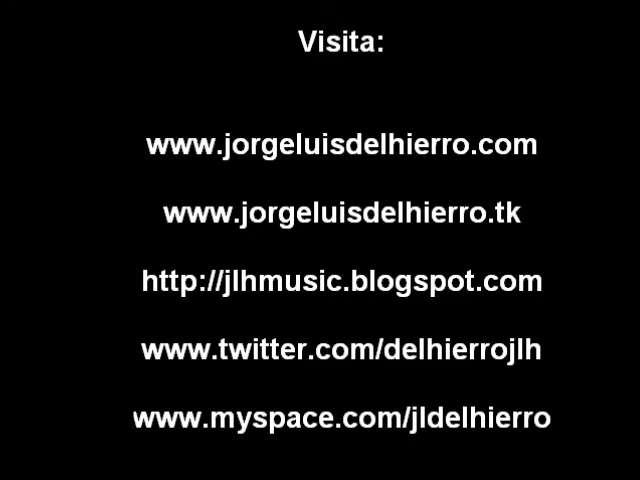 Visita:
www.jorgeluisdelhierro.com
www.jorgeluisdelhierro.tk
http://jlhmusic.blogspot.com
www.twitter.com/delhierrojlh
www.myspace.com/jldelhierro